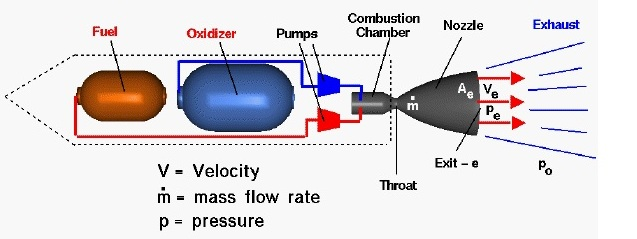 Fuel
Oxidizer
Pumps
Combustion
Chamber
Nozzle
Exhaust
ṁ
Ae
Ve
pe
Exit – e
po
Throat
V = Velocity
ṁ = mass flow rate
p = pressure